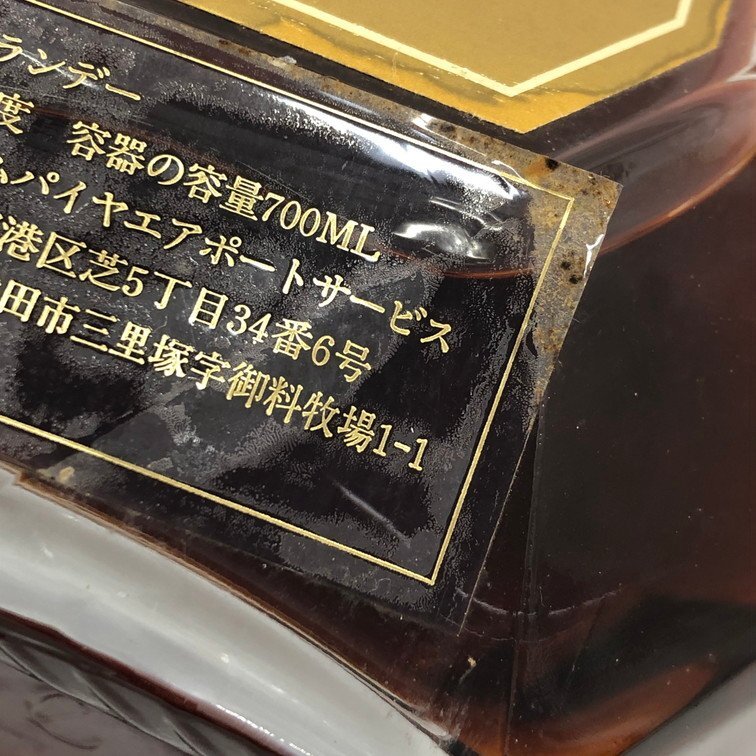 ランデー
度 容器の容量700ML
ムパイヤエアポートサービス
港区芝5丁目34番6号
田市三里塚字御料牧場1-1